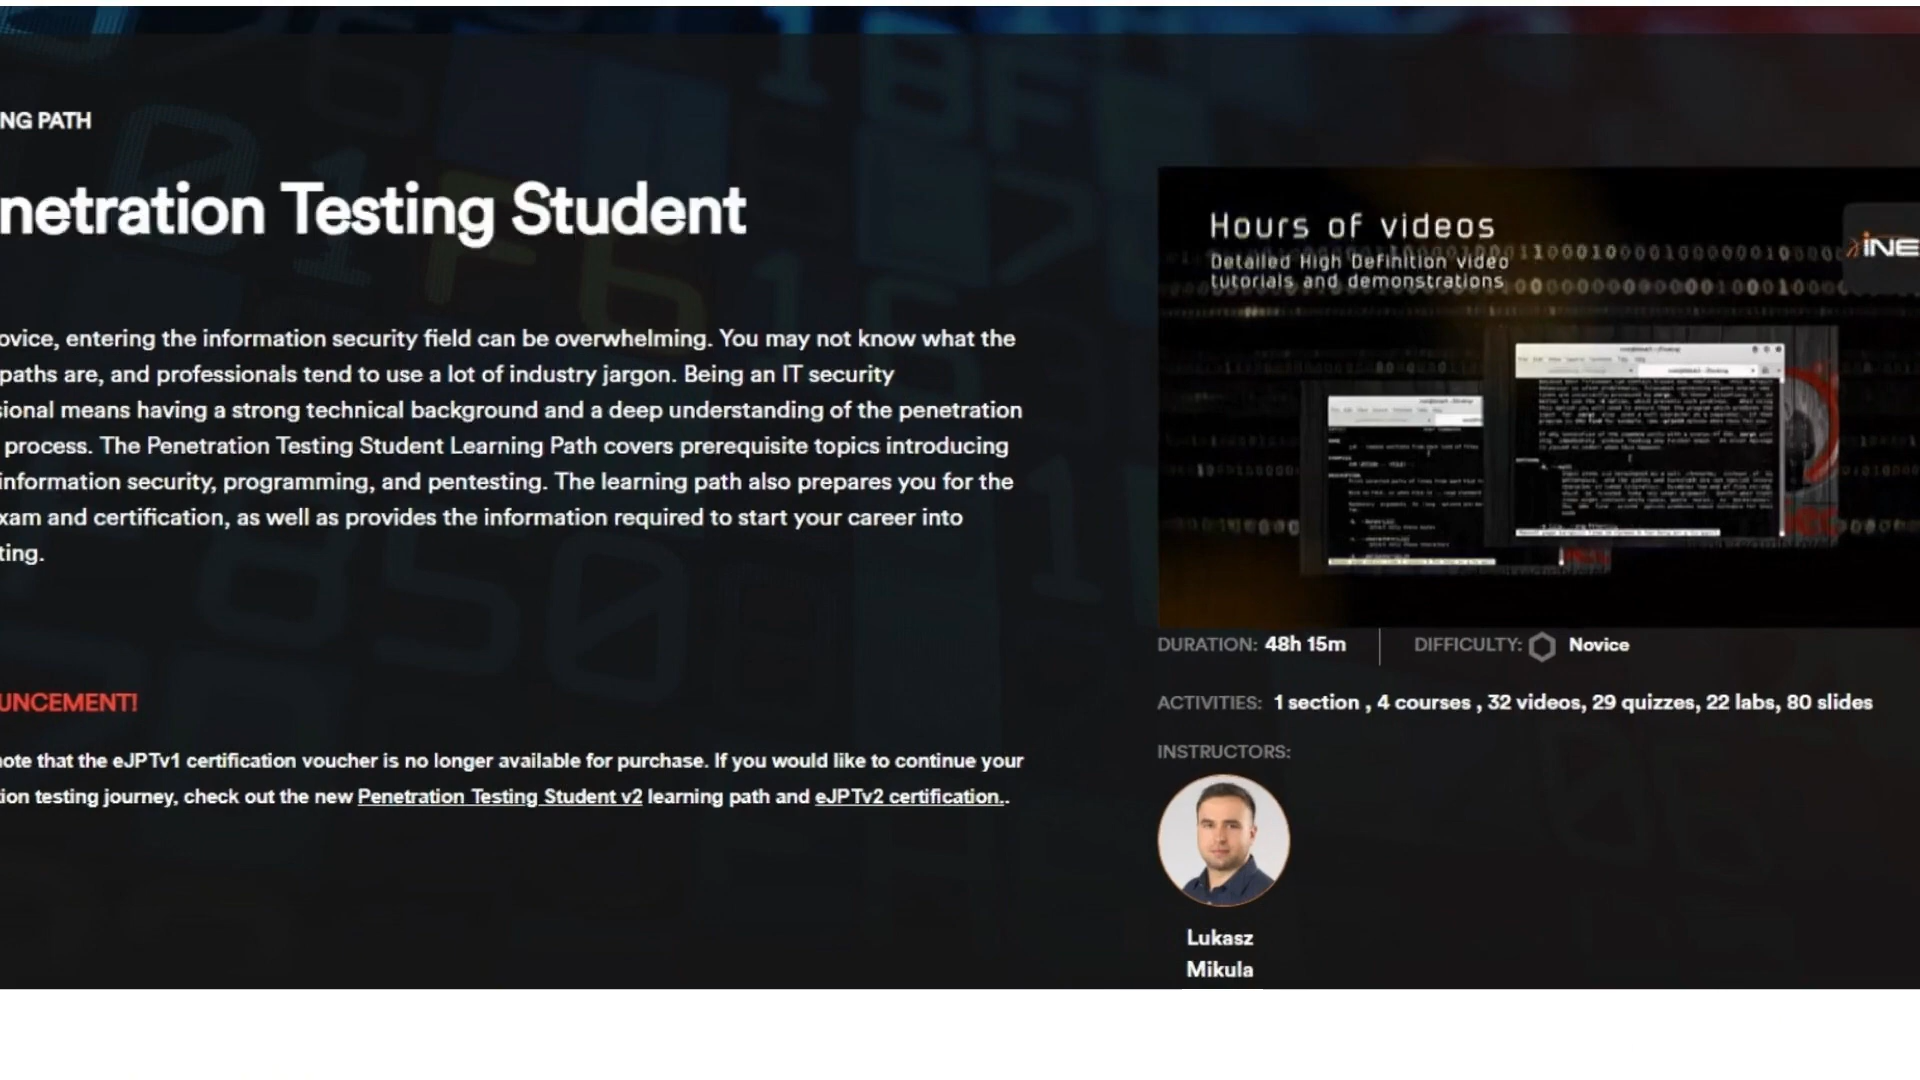 NG PATH
netration Testing Student
ovice, entering the information security field can be overwhelming. You may not know what the
paths are, and professionals tend to use a lot of industry jargon. Being an IT security
sional means having a strong technical background and a deep understanding of the penetration
process. The Penetration Testing Student Learning Path covers prerequisite topics introducing
information security, programming, and pentesting. The learning path also prepares you for the
xam and certification, as well as provides the information required to start your career into
ting.
UNCEMENT!
ote that the eJPTv1 certification voucher is no longer available for purchase. If you would like to continue your
ion testing journey, check out the new Penetration Testing Student v2 learning path and eJPTv2 certification..
Hours of videos
Detailed High Definition video
tutorials and demonstrations
INE
DURATION: 48h 15m
DIFFICULTY: Novice
ACTIVITIES: 1 section , 4 courses , 32 videos, 29 quizzes, 22 labs, 80 slides
INSTRUCTORS:
Lukasz
Mikula